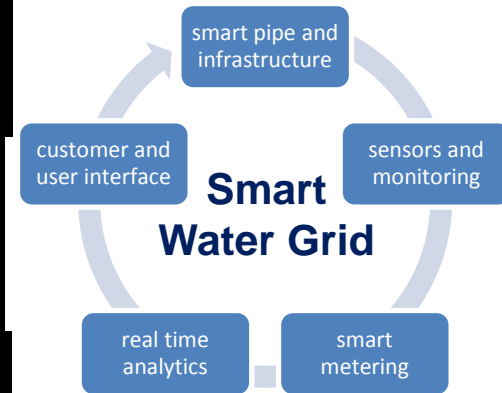 smart pipe and
infrastructure
sensors and
monitoring
smart
metering
real time
analytics
customer and
user interface
Smart
Water Grid